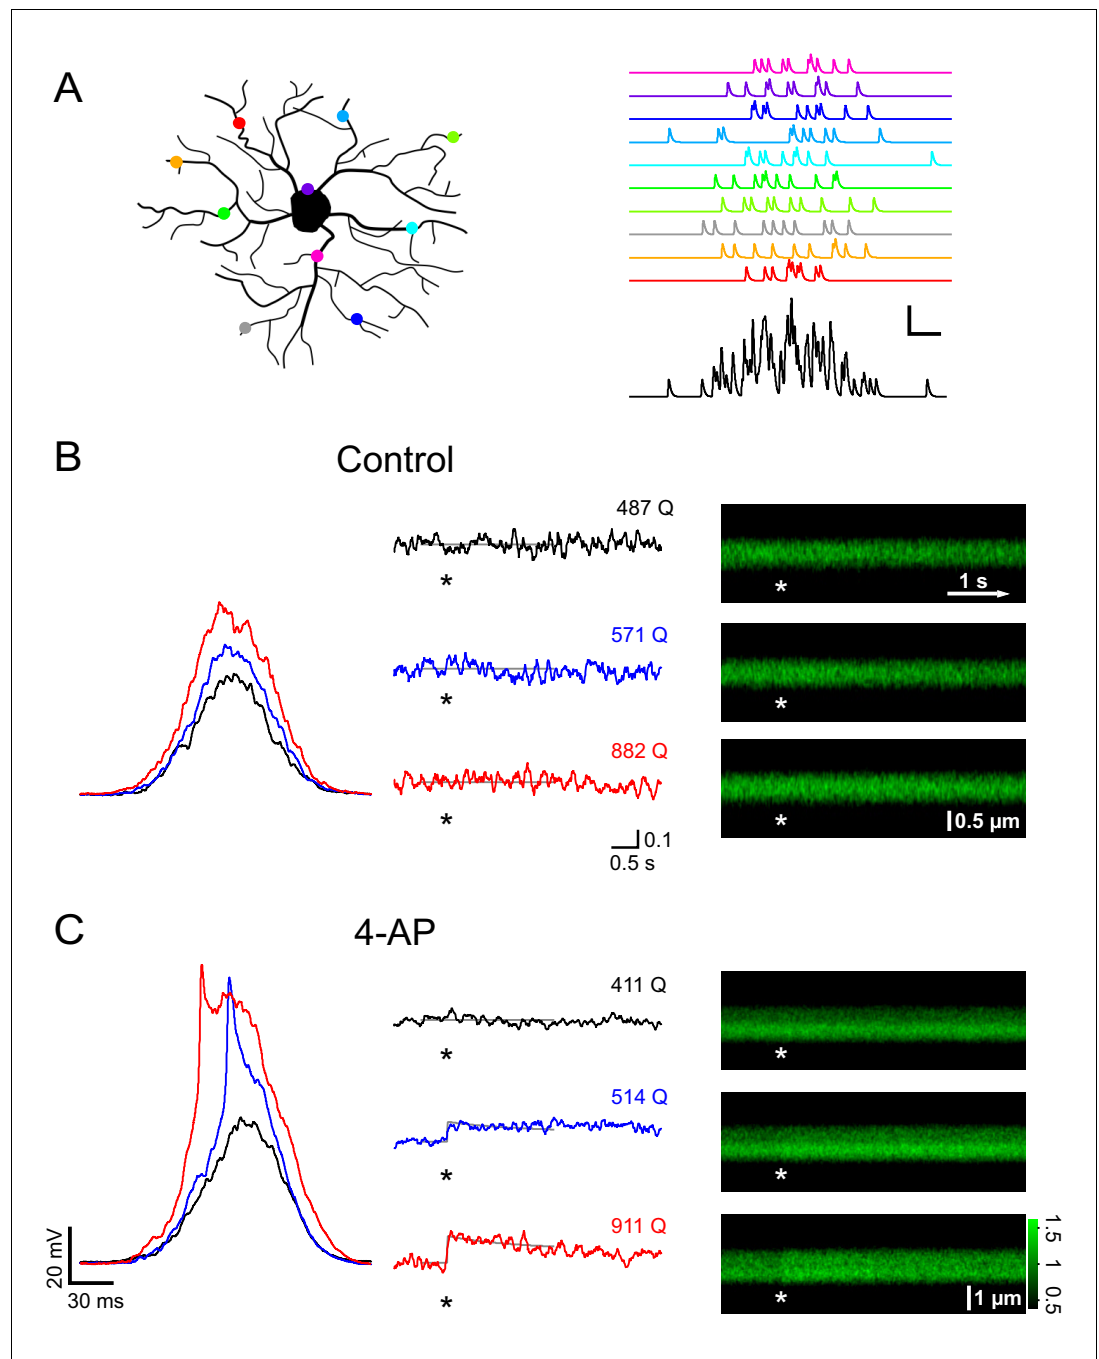 A
B
Control
487 Q
*
*
1 s
571 Q
*
*
882 Q
*
*
0.5 µm
0.1
0.5 s
C
4-AP
411 Q
*
*
514 Q
*
*
911 Q
*
*
1 µm
1.5
1
0.5
20 mV
30 ms